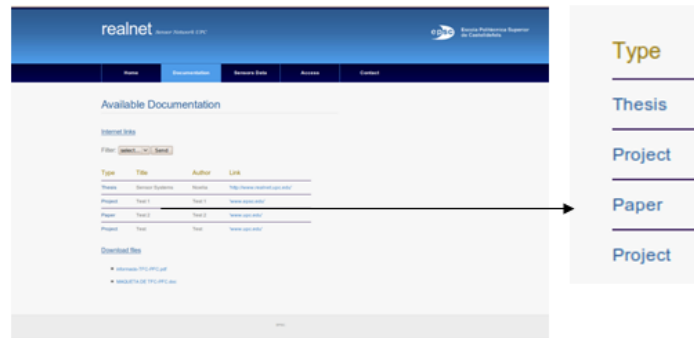 realnet Sensor Network UPC
epsc Escola Politècnica Superior
de Castelldefels
Home Documentation Sensors Data Access Contact
Available Documentation
Internet links
Filter: select... Send
Type Title Author Link
Thesis Sensor Systems
Project Test 1 Test 1
Paper Test 2 Test 2
Project Test Test
Download files
Type
Thesis
Project
Paper
Project